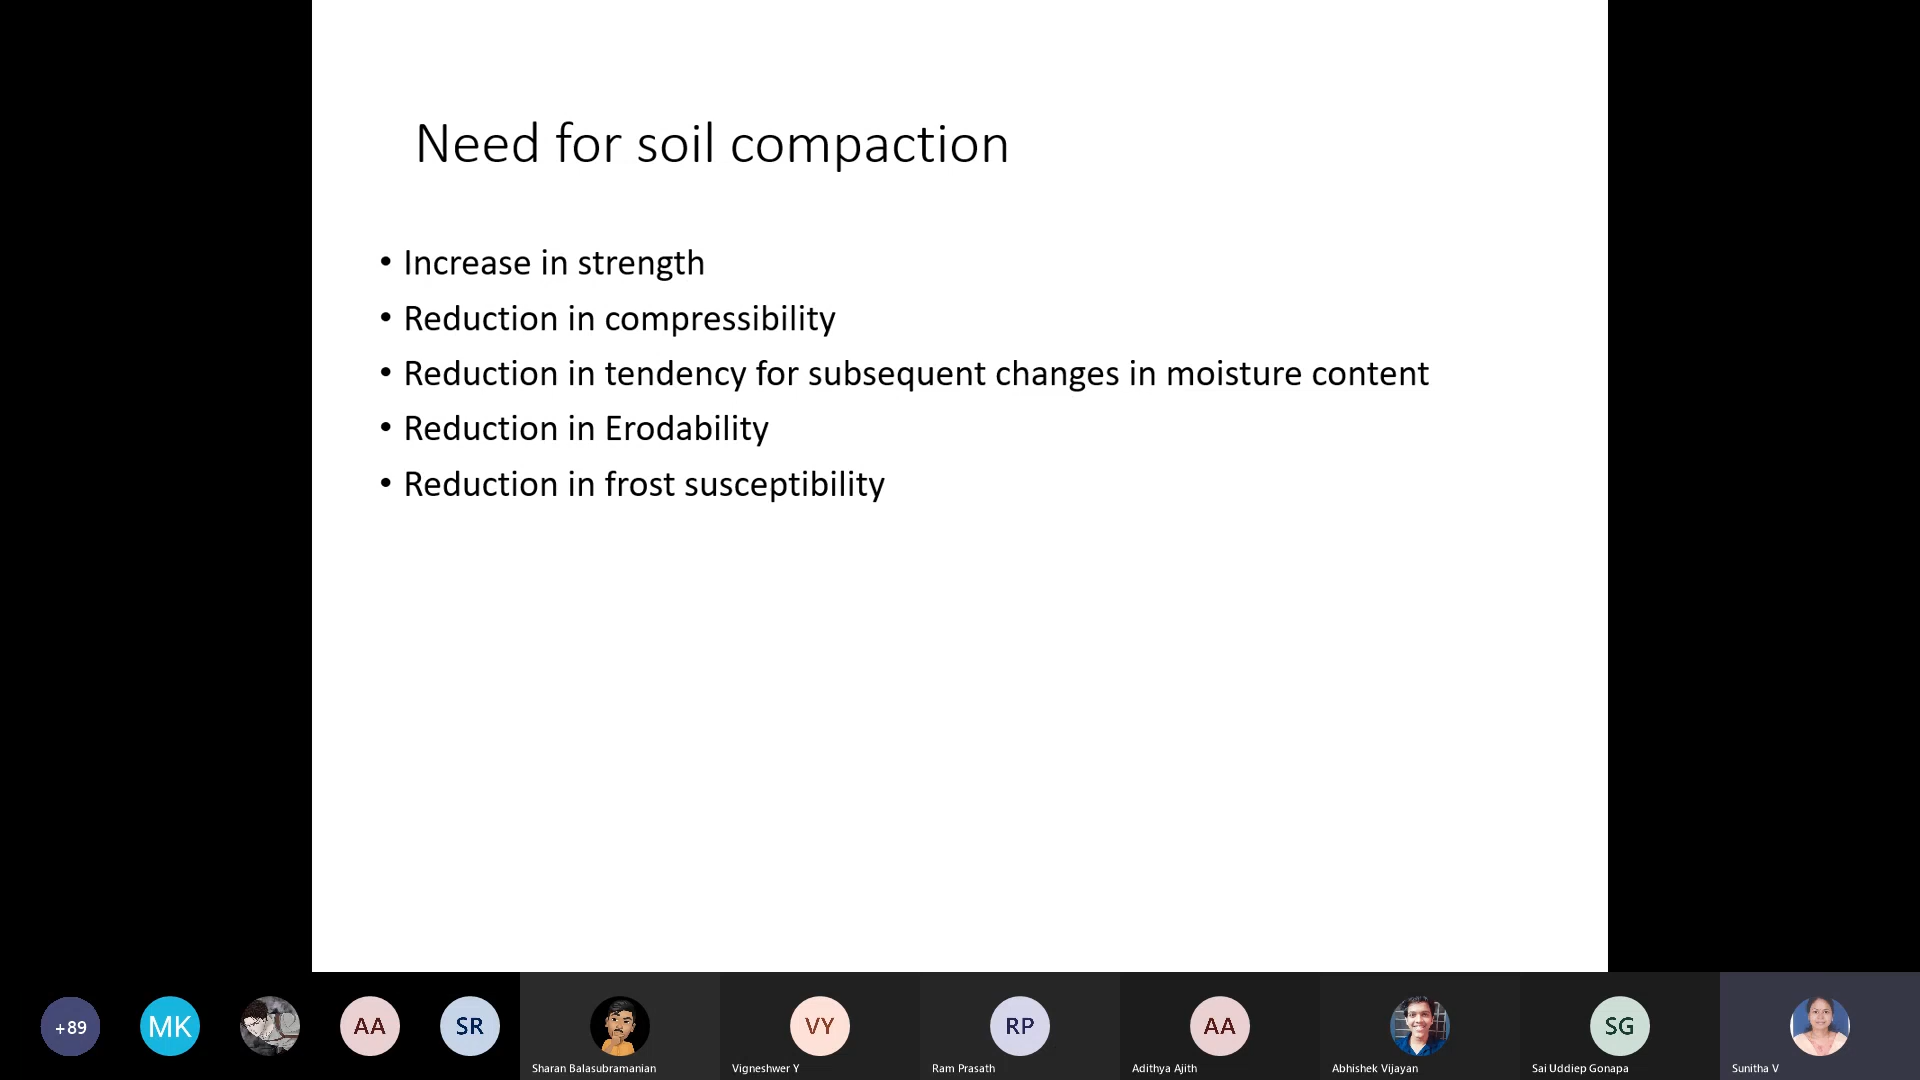 Need for soil compaction
• Increase in strength
• Reduction in compressibility
• Reduction in tendency for subsequent changes in moisture content
• Reduction in Erodability
• Reduction in frost susceptibility
+89
MK
AA
SR
VY
RP
AA
SG
Sharan Balasubramanian
Vigneshwer Y
Ram Prasath
Adithya Ajith
Abhishek Vijayan
Sai Uddiep Gonapa
Sunitha V